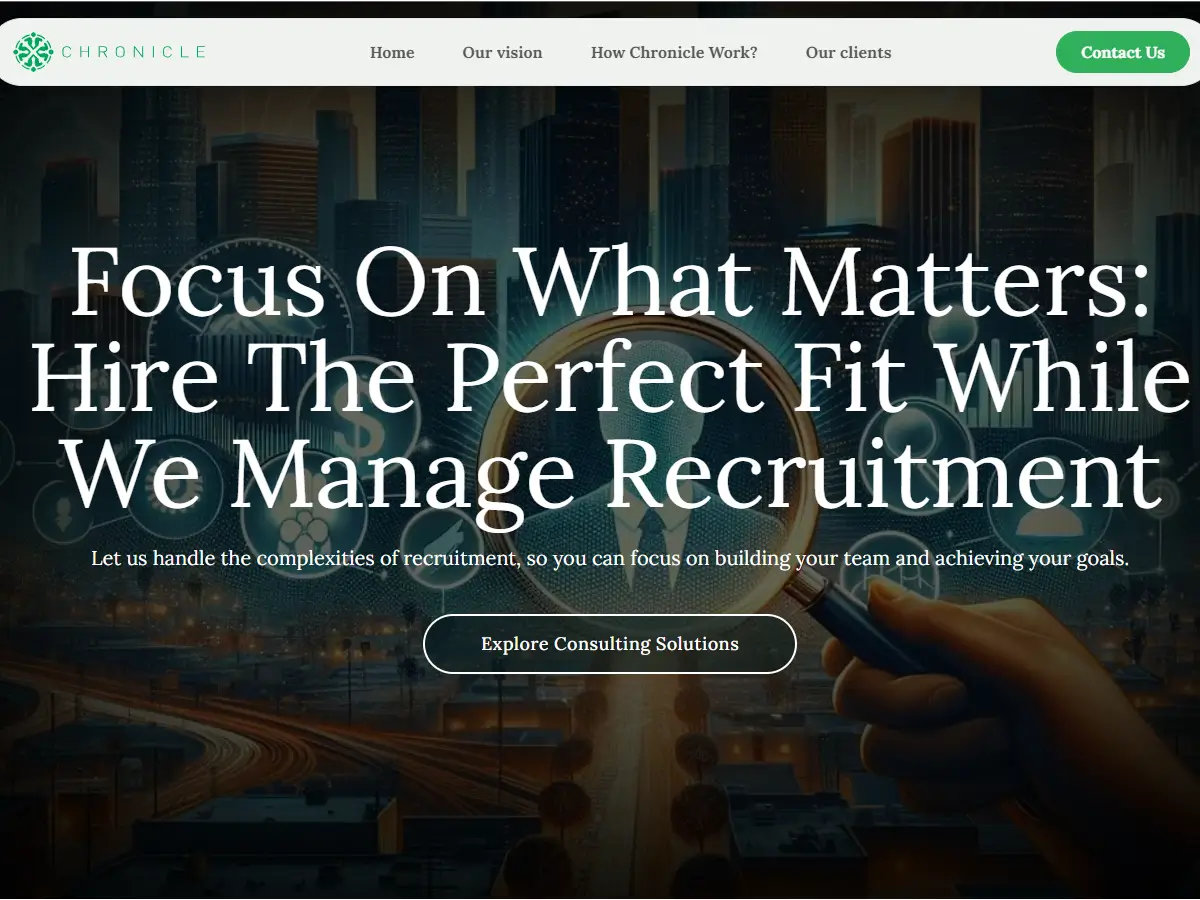 CHRONICLE
Home
Our vision
How Chronicle Work?
Our clients
Contact Us
Focus On What Matters:
Hire The Perfect Fit While
We Manage Recruitment
Let us handle the complexities of recruitment, so you can focus on building your team and achieving your goals.
Explore Consulting Solutions